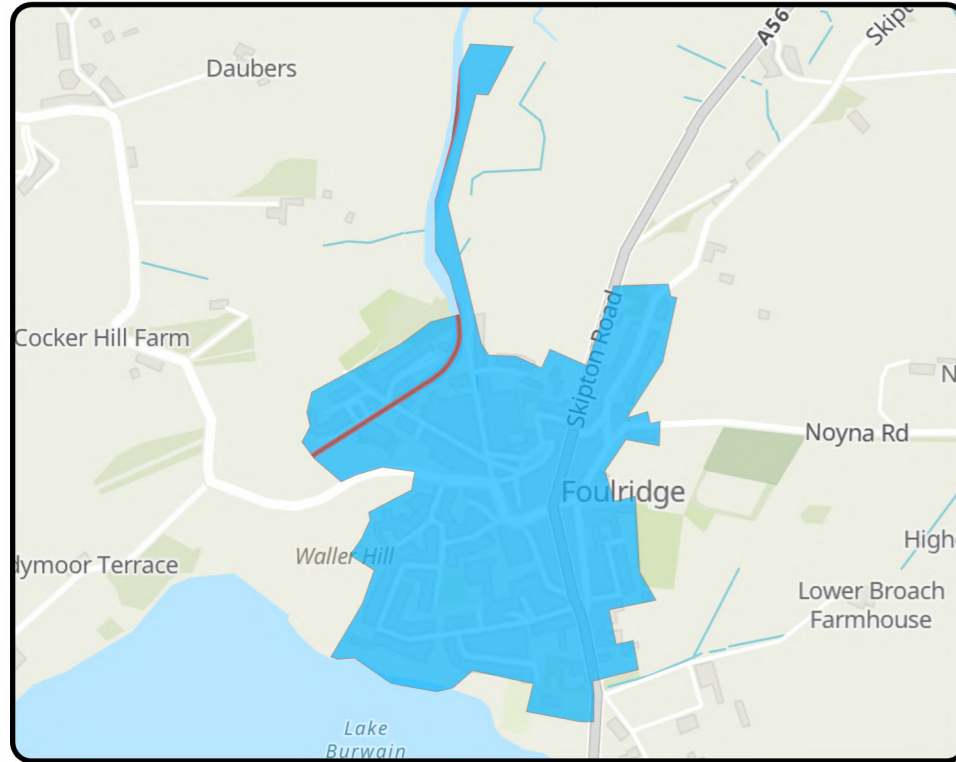 A56
Skipt
Daubers
Skipton Road
Cocker Hill Farm
Noyna Rd
Foulridge
Waller Hill
dymoor Terrace
High
Lower Broach
Farmhouse
Lake
Burwain
N